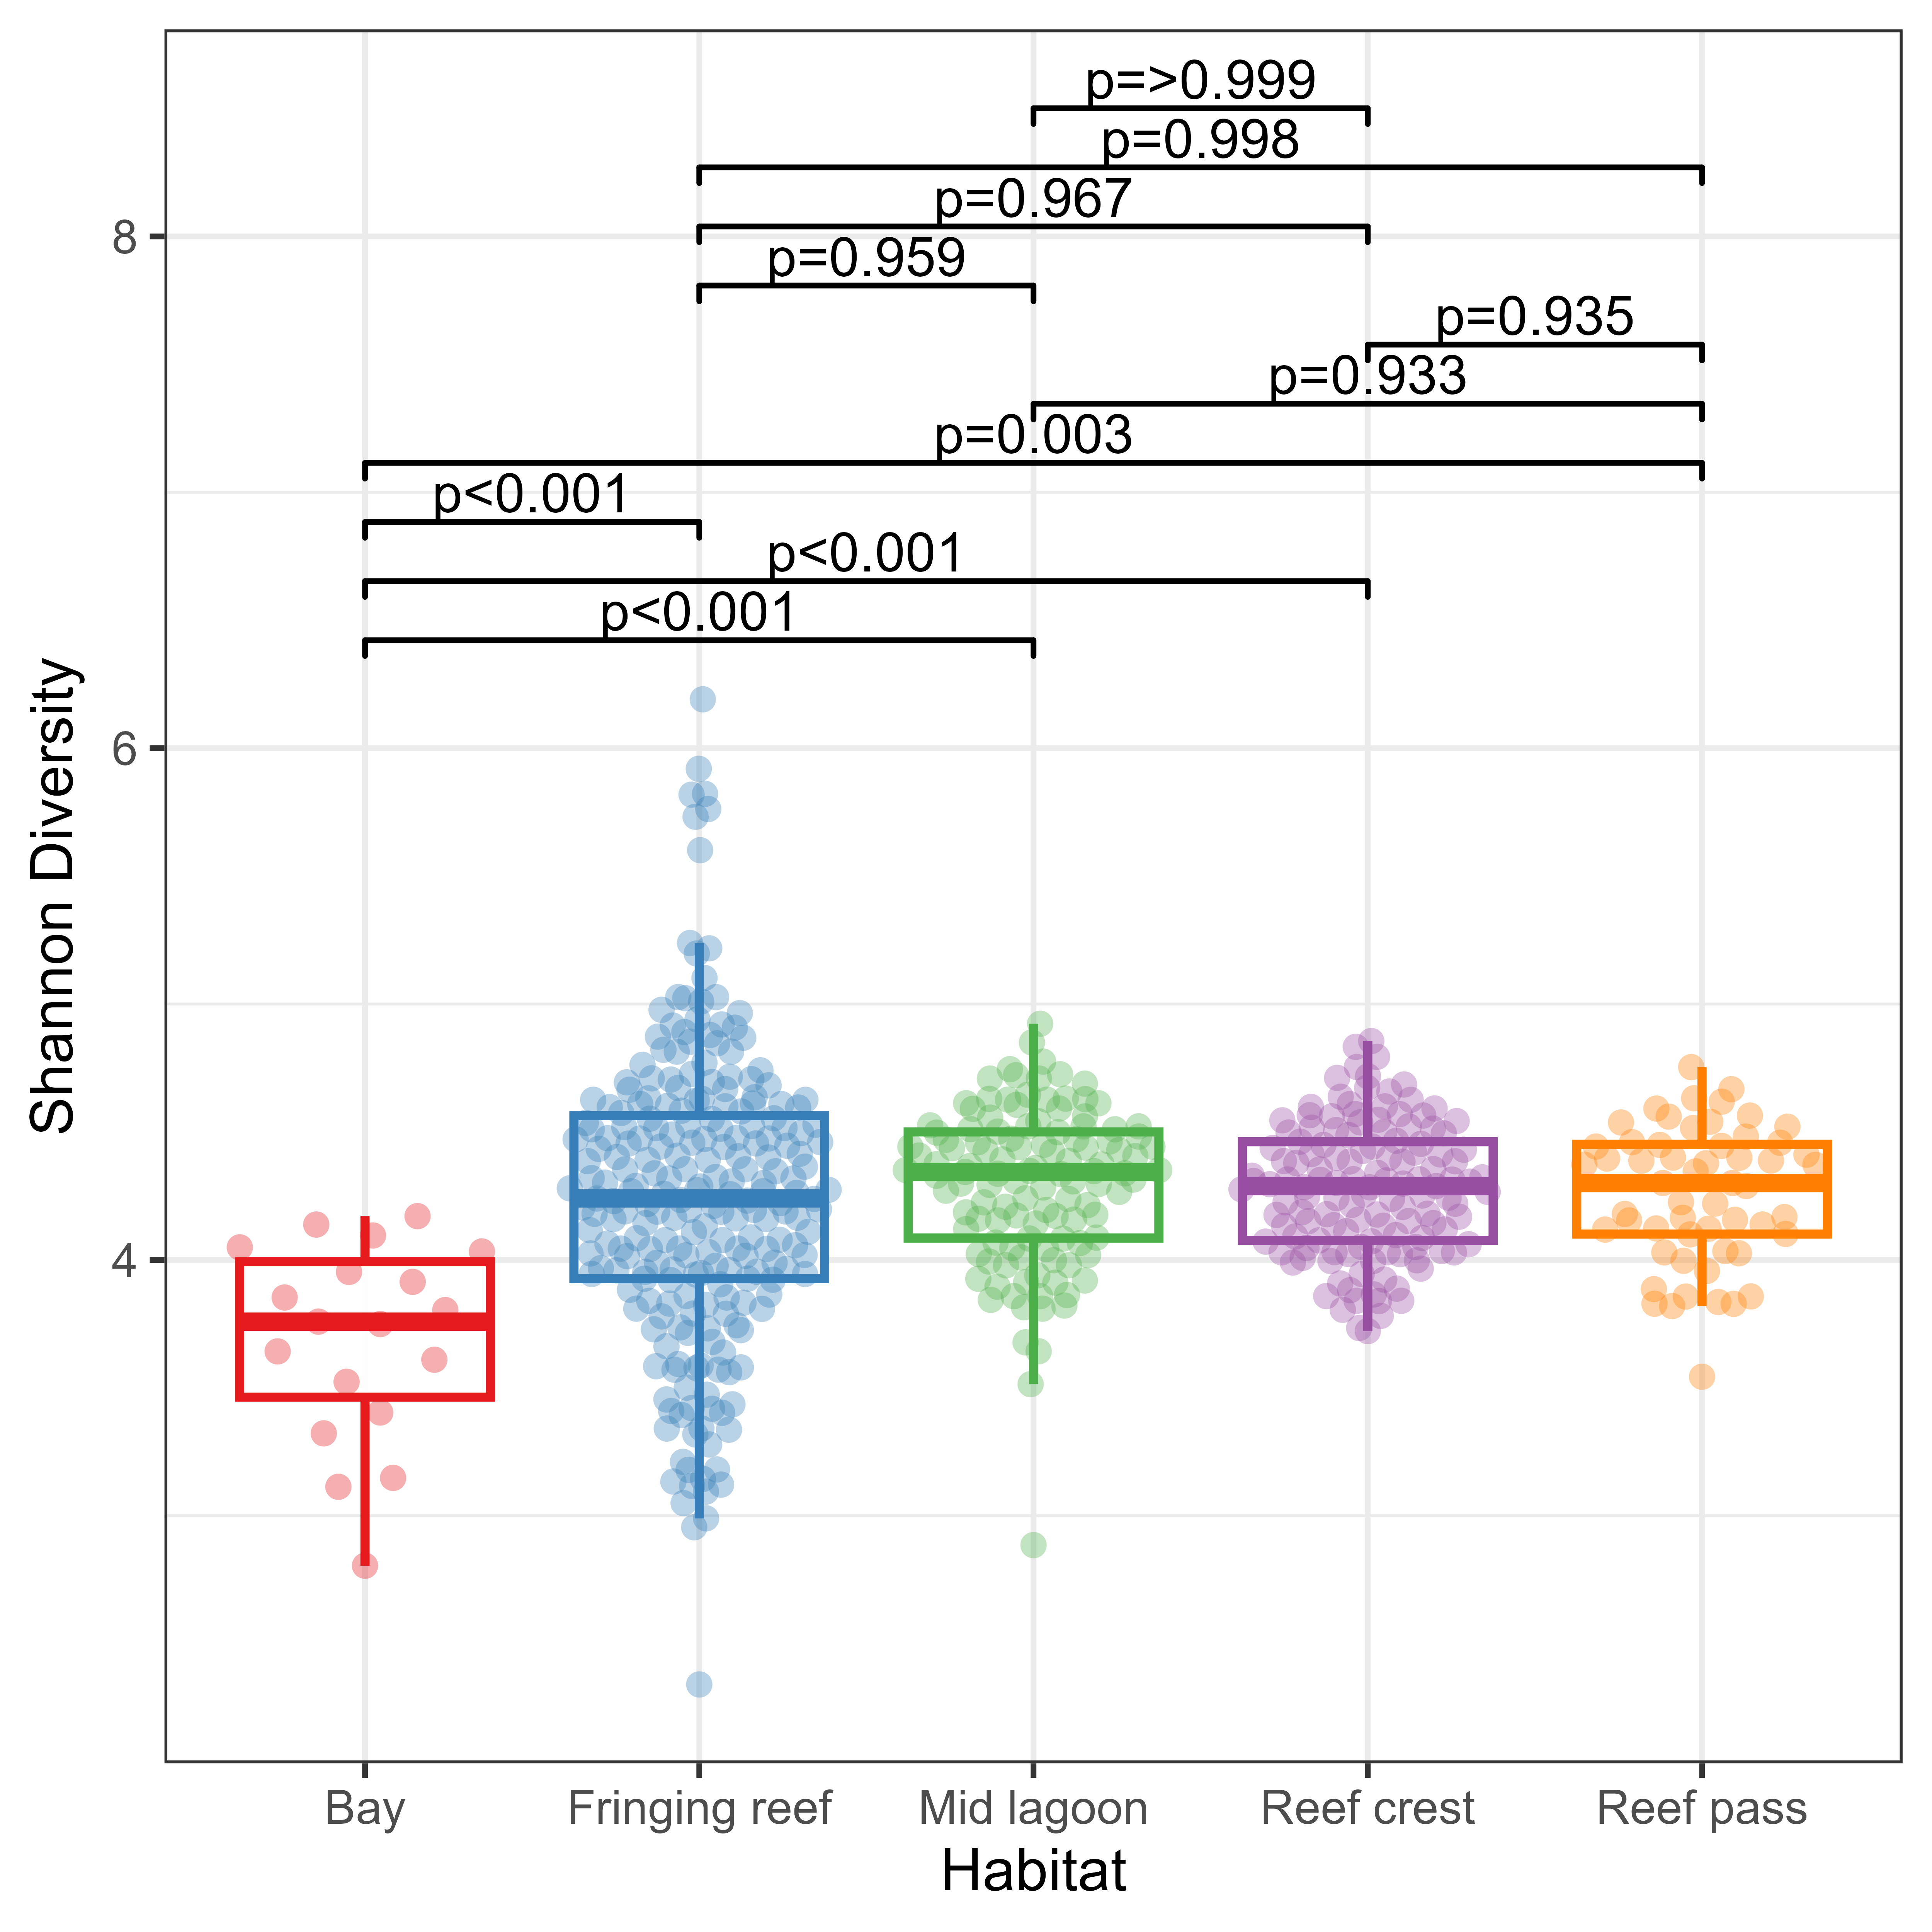 p=>0.999
p=0.998
p=0.967
p=0.959
p=0.935
p=0.933
p=0.003
p<0.001
p<0.001
p<0.001
8
6
4
Shannon Diversity
Bay Fringing reef Mid lagoon Reef crest Reef pass
Habitat